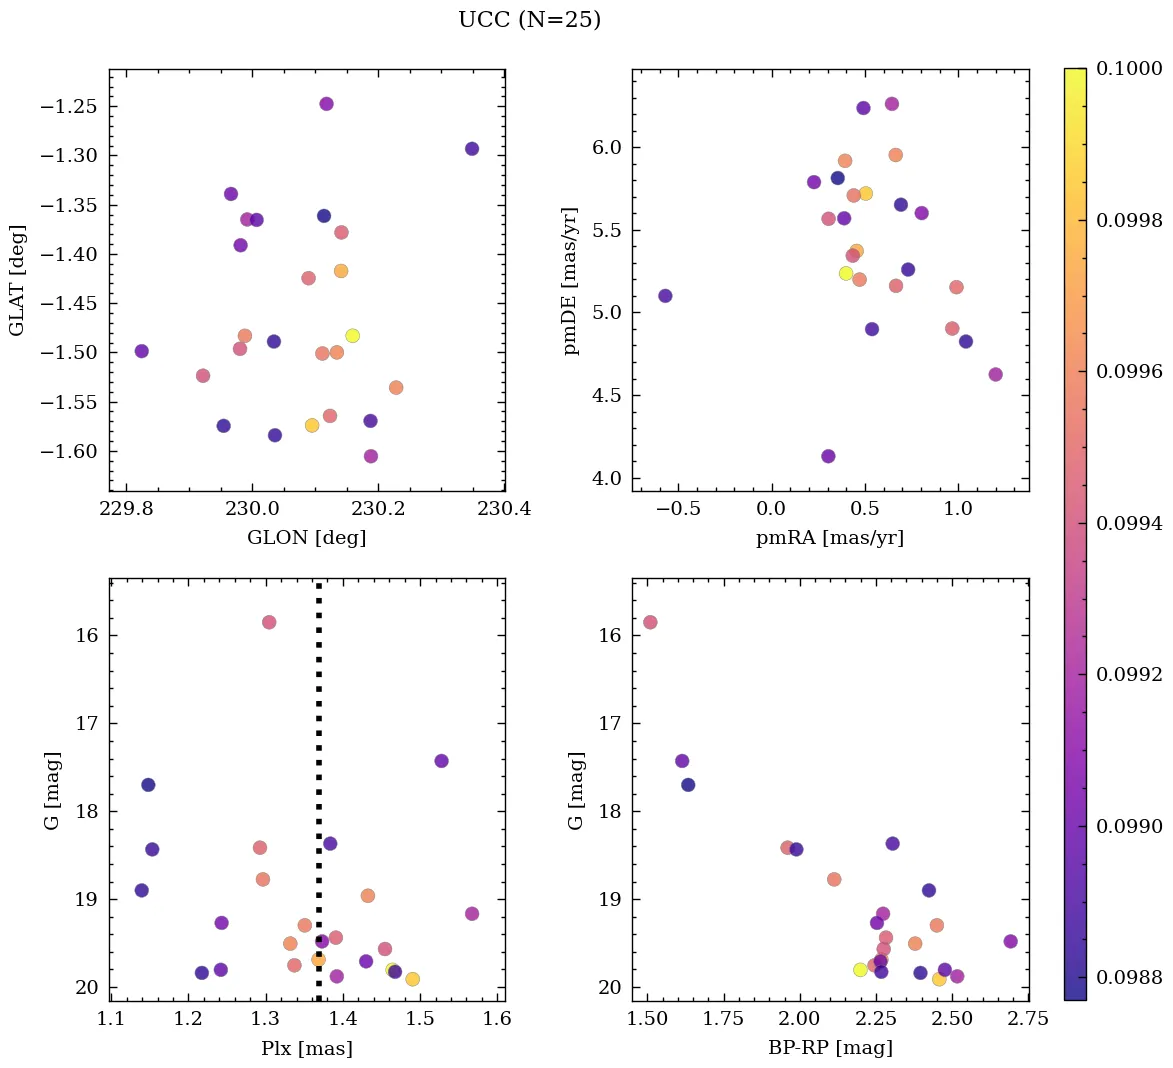 UCC (N=25)
−1.25
−1.30
−1.35
−1.40
−1.45
−1.50
−1.55
−1.60
GLAT [deg]
229.8 230.0 230.2 230.4
GLON [deg]
6.0
5.5
5.0
4.5
4.0
pmDE [mas/yr]
−0.5 0.0 0.5 1.0
pmRA [mas/yr]
16
17
18
19
20
G [mag]
1.1 1.2 1.3 1.4 1.5 1.6
Plx [mas]
16
17
18
19
20
G [mag]
1.50 1.75 2.00 2.25 2.50 2.75
BP-RP [mag]
0.1000
0.0998
0.0996
0.0994
0.0992
0.0990
0.0988